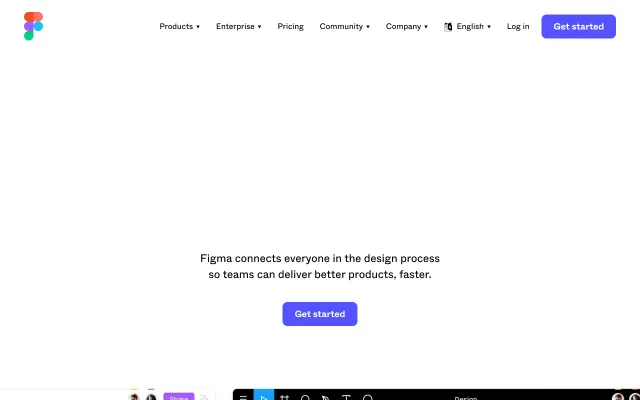 Products ▾
Enterprise ▾
Pricing
Community ▾
Company ▾
English ▾
Log in
Get started
Figma connects everyone in the design process
so teams can deliver better products, faster.
Get started
Share
Design